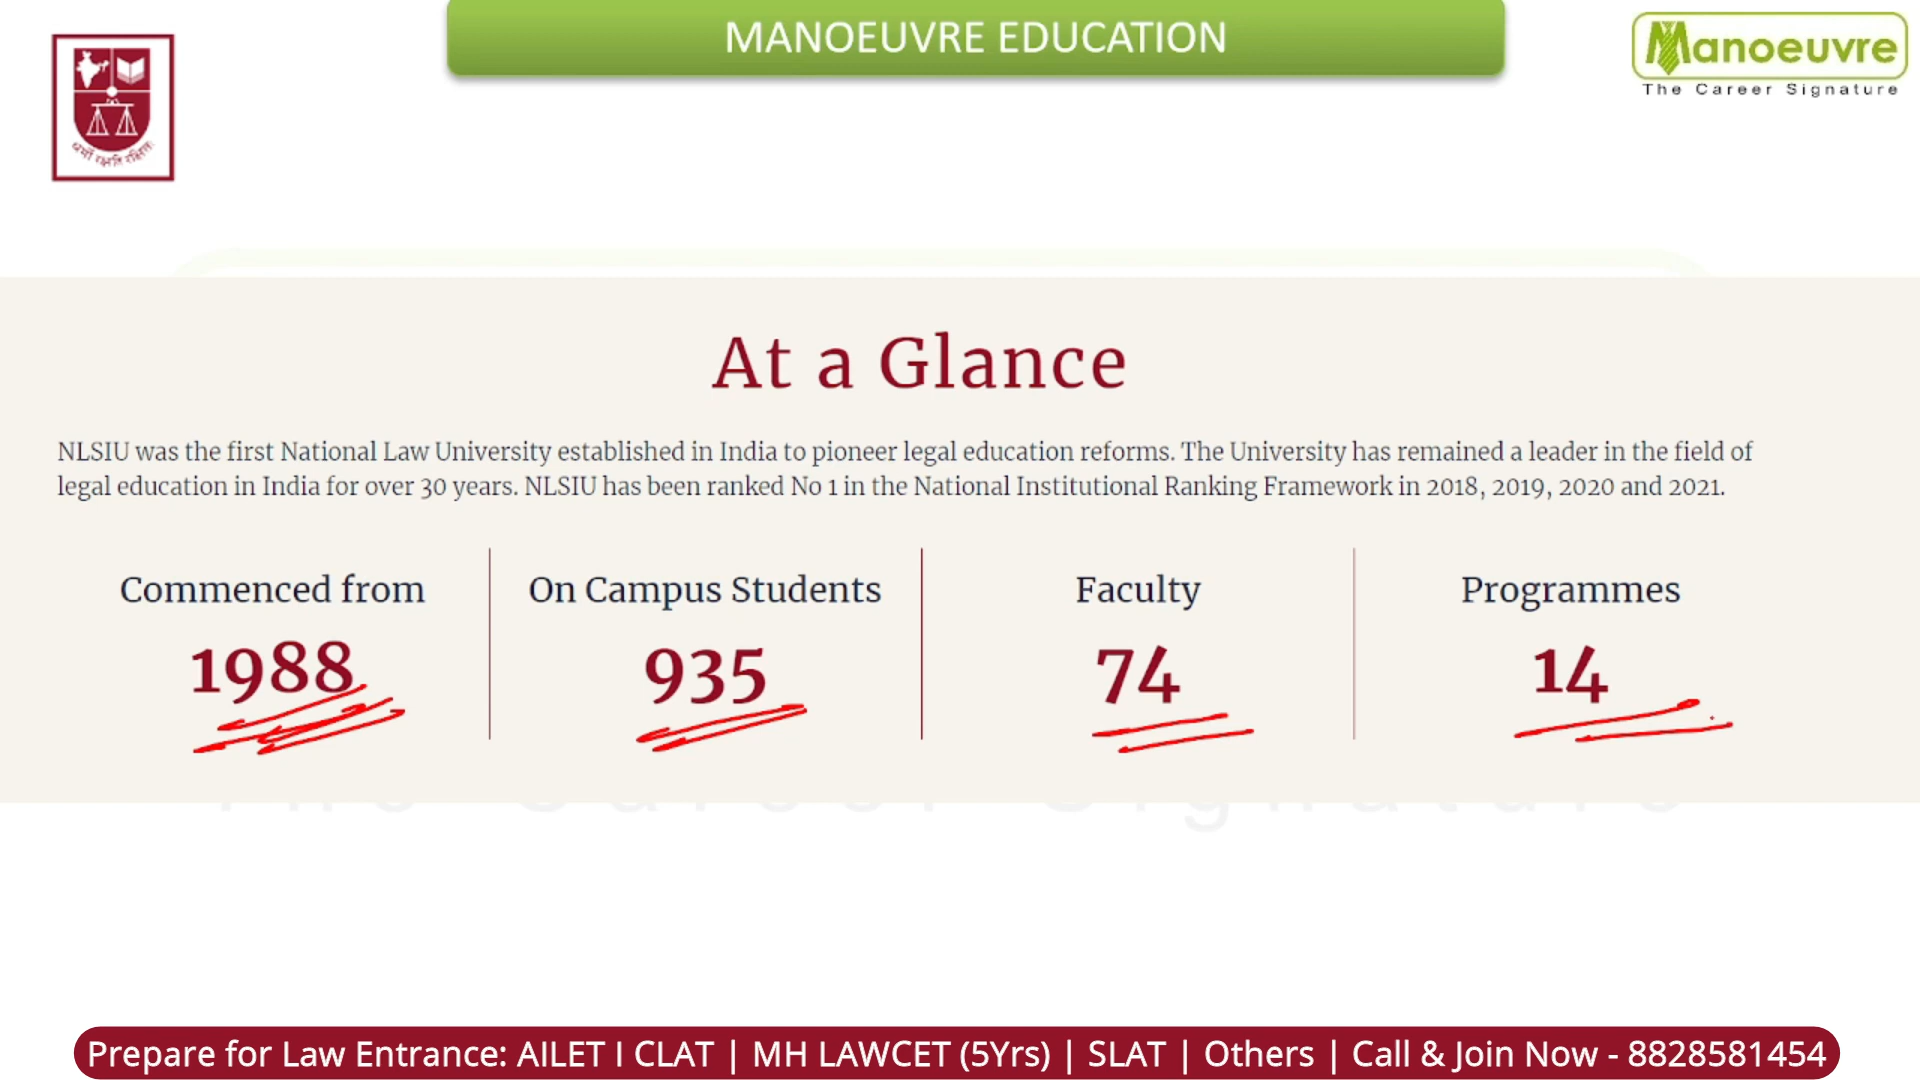 MANOEUVRE EDUCATION
Manoeuvre
The Career Signature
धर्मो रक्षति रक्षितः
At a Glance
NLSIU was the first National Law University established in India to pioneer legal education reforms. The University has remained a leader in the field of
legal education in India for over 30 years. NLSIU has been ranked No 1 in the National Institutional Ranking Framework in 2018, 2019, 2020 and 2021.
Commenced from
1988
On Campus Students
935
Faculty
74
Programmes
14
Prepare for Law Entrance: AILET I CLAT | MH LAWCET (5Yrs) | SLAT | Others | Call & Join Now - 8828581454